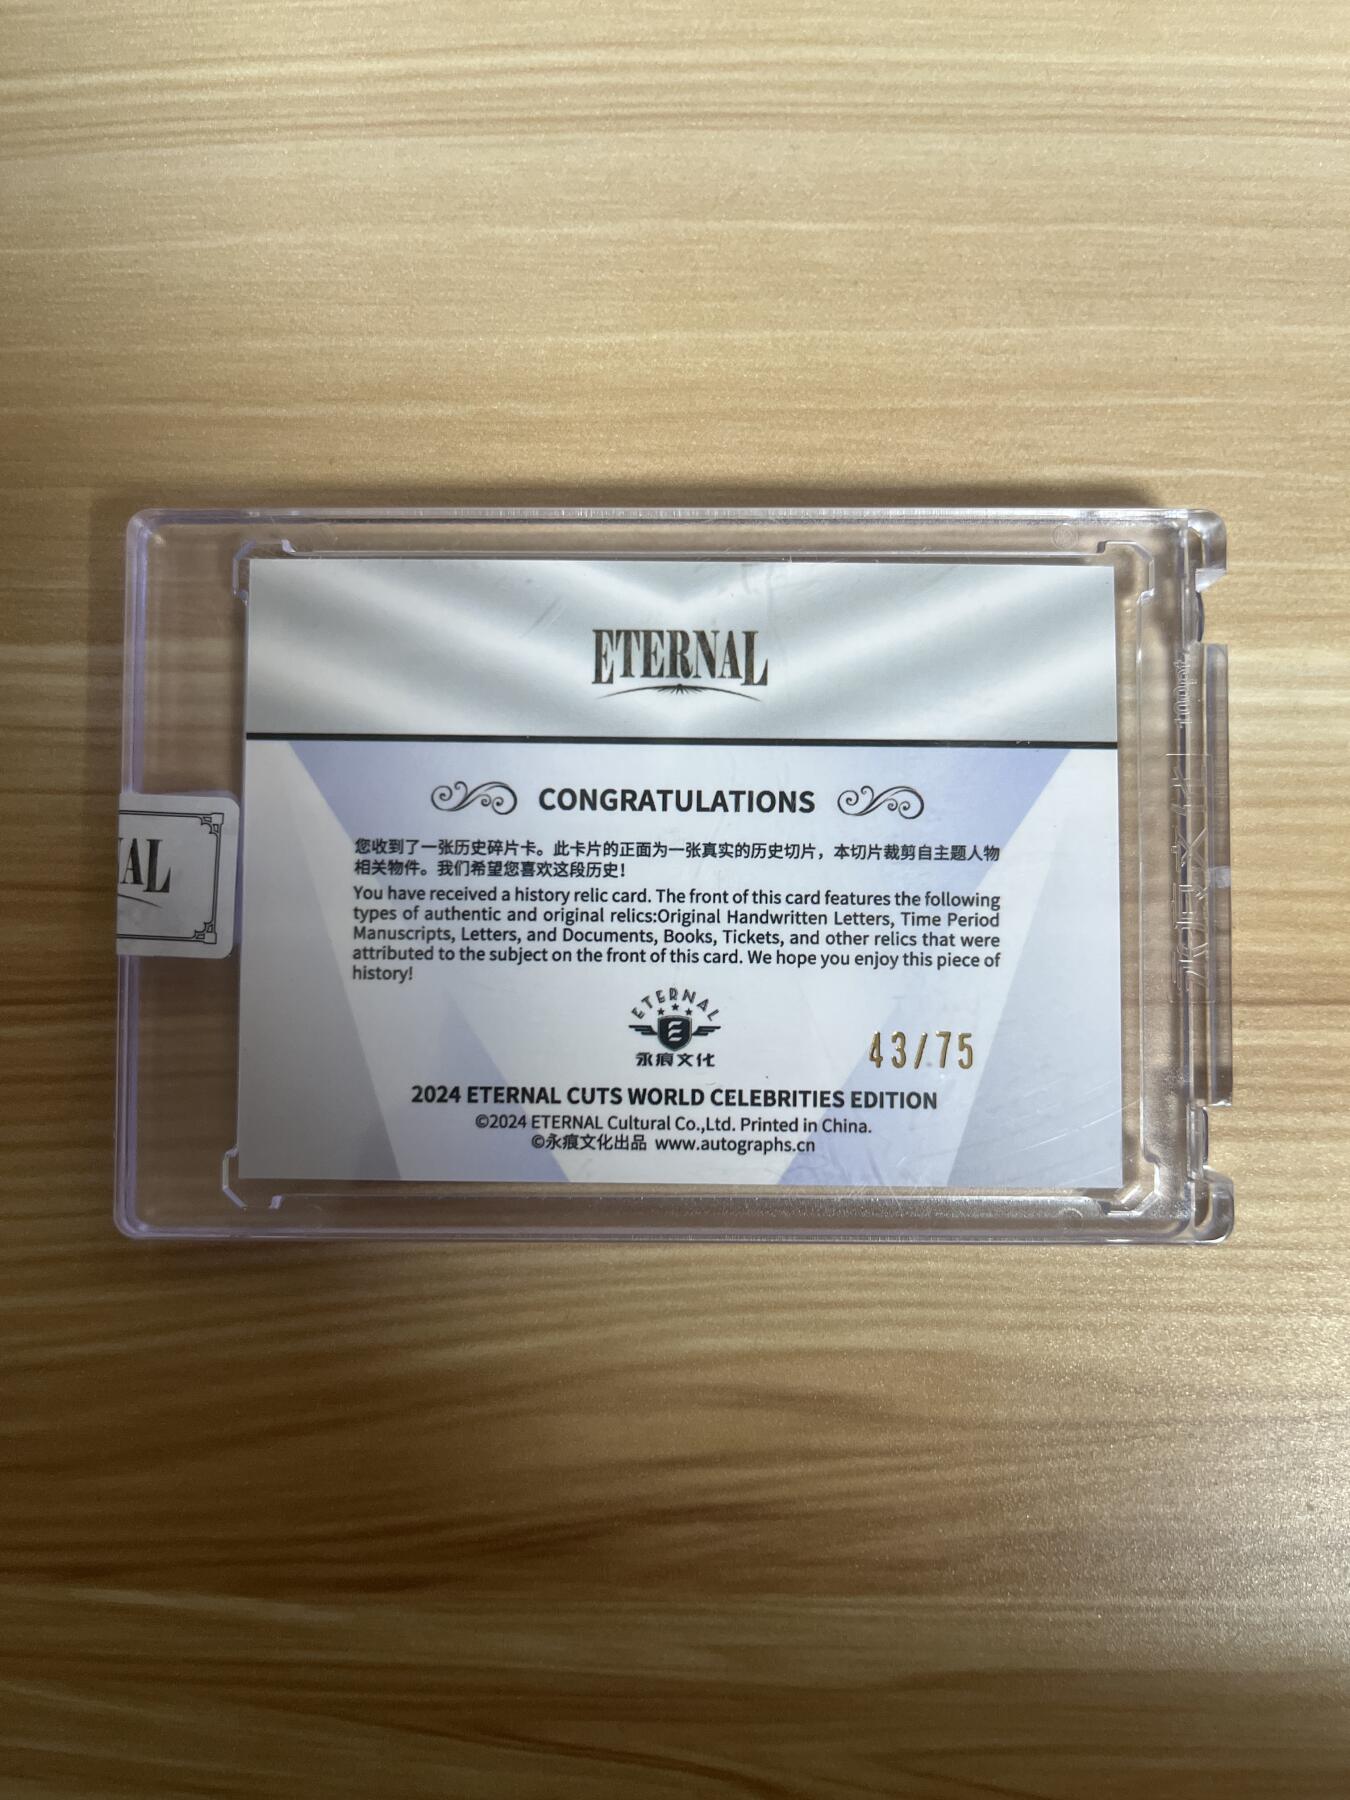 ETERNAL
CONGRATULATIONS
您收到了一张历史碎片卡。此卡片的正面为一张真实的历史切片，本切片裁剪自主题人物
相关物件。我们希望您喜欢这段历史！
You have received a history relic card. The front of this card features the following
types of authentic and original relics:Original Handwritten Letters, Time Period
Manuscripts, Letters, and Documents, Books, Tickets, and other relics that were
attributed to the subject on the front of this card. We hope you enjoy this piece of
history!
ETERNAL
永痕文化
43/75
2024 ETERNAL CUTS WORLD CELEBRITIES EDITION
©2024 ETERNAL Cultural Co.,Ltd. Printed in China.
©永痕文化出品 www.autographs.cn
AL
永痕文化 100pt